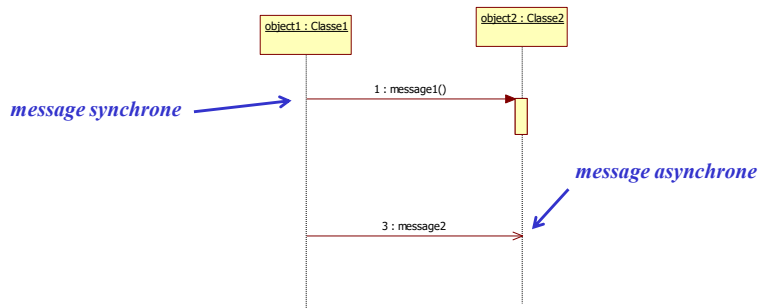 object1 : Classe1
object2 : Classe2
1 : message1()
message synchrone
message asynchrone
3 : message2